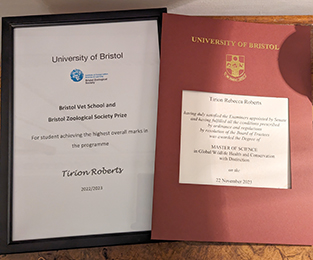 University of Bristol
Bristol Zoological
Society
Bristol Vet School and
Bristol Zoological Society Prize
For student achieving the highest overall marks in
the programme
Tirion Roberts
2022/2023
UNIVERSITY OF BRISTOL
Tirion Rebecca Roberts
having duly satisfied the Examiners appointed by Senate
and having fulfilled all the conditions prescribed
by ordinance and regulations
by resolution of the Board of Trustees
was awarded the Degree of
MASTER OF SCIENCE
in Global Wildlife Health and Conservation
with Distinction
on the
22 November 2023